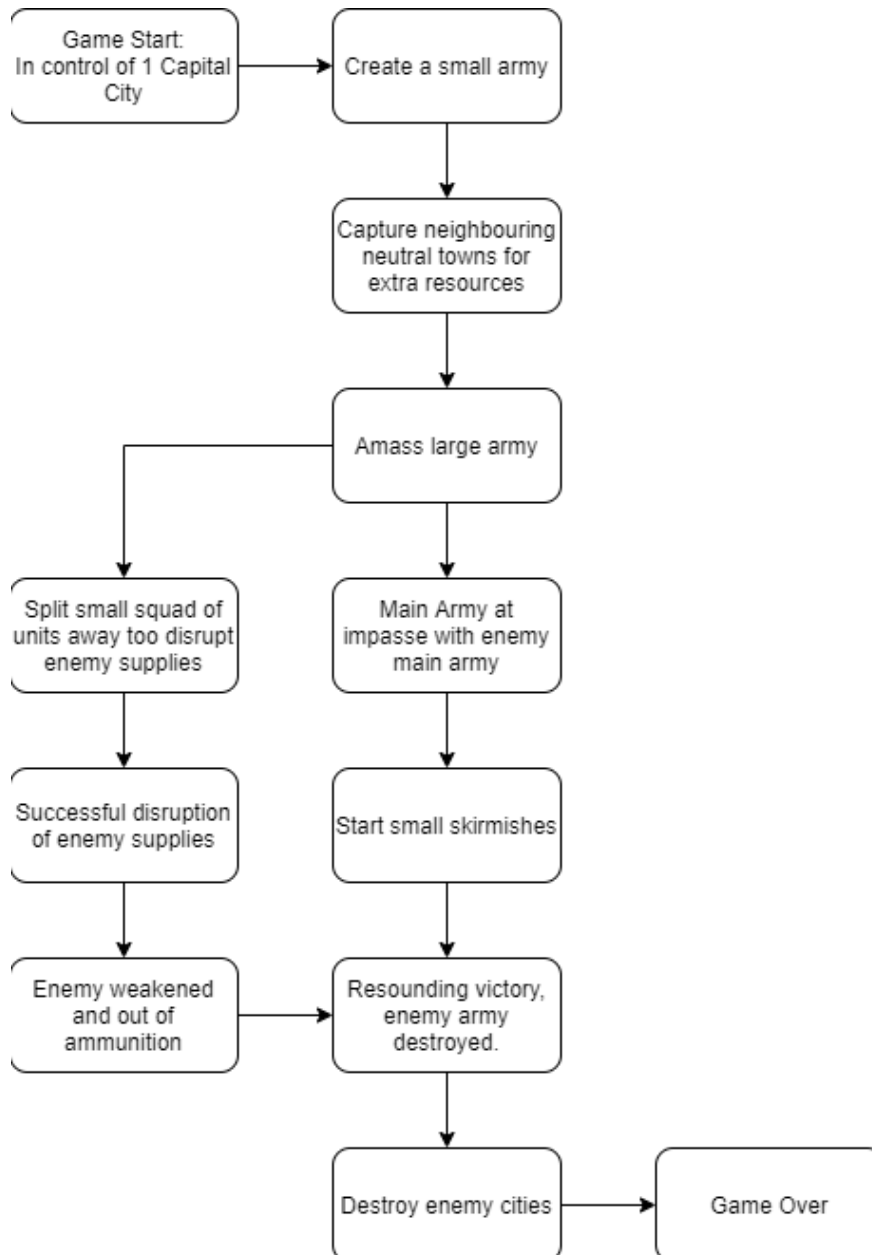 Game Start:
In control of 1 Capital
City
Create a small army
Capture neighbouring
neutral towns for
extra resources
Amass large army
Split small squad of
units away too disrupt
enemy supplies
Main Army at
impasse with enemy
main army
Successful disruption
of enemy supplies
Start small skirmishes
Enemy weakened
and out of
ammunition
Resounding victory,
enemy army
destroyed.
Destroy enemy cities
Game Over